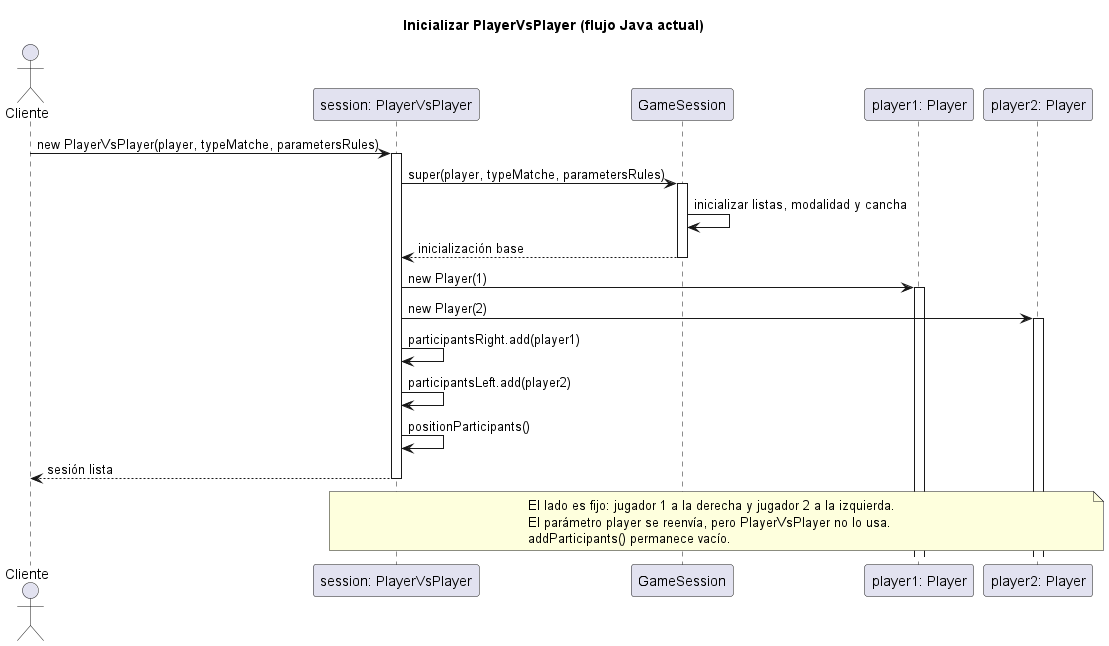 Inicializar PlayerVsPlayer (flujo Java actual)
Cliente
session: PlayerVsPlayer
GameSession
player1: Player
player2: Player
new PlayerVsPlayer(player, typeMatche, parametersRules)
super(player, typeMatche, parametersRules)
inicializar listas, modalidad y cancha
inicialización base
new Player(1)
new Player(2)
participantsRight.add(player1)
participantsLeft.add(player2)
positionParticipants()
sesión lista
El lado es fijo: jugador 1 a la derecha y jugador 2 a la izquierda.
El parámetro player se reenvía, pero PlayerVsPlayer no lo usa.
addParticipants() permanece vacío.
Cliente
session: PlayerVsPlayer
GameSession
player1: Player
player2: Player